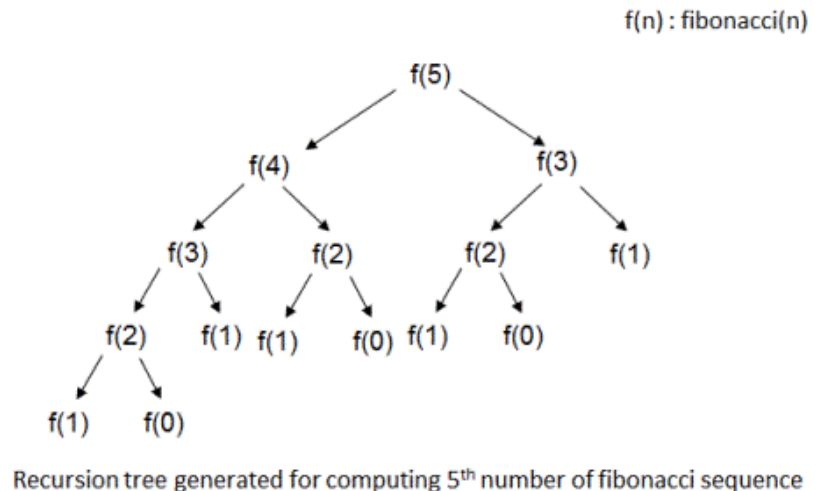 f(n) : fibonacci(n)
f(5)
f(4) f(3)
f(3) f(2) f(2) f(1)
f(2) f(1) f(1) f(0) f(1) f(0)
f(1) f(0)
Recursion tree generated for computing 5th number of fibonacci sequence